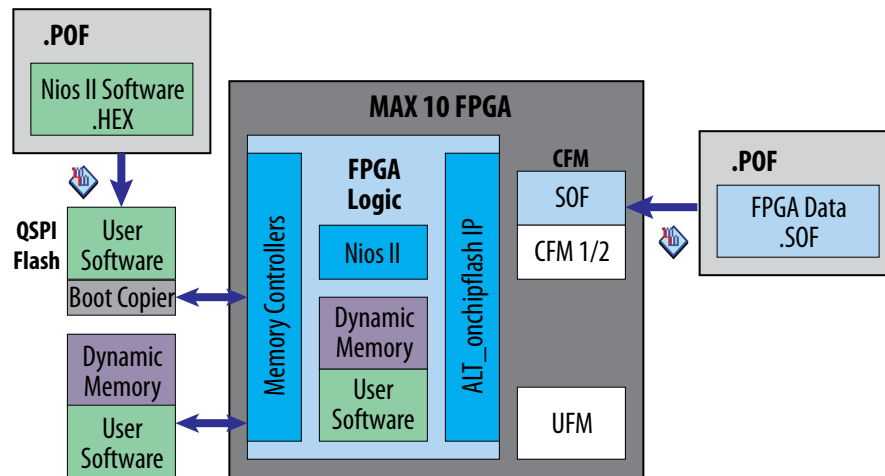 .POF
Nios II Software
.HEX
QSPI
Flash
User
Software
Boot Copier
Dynamic
Memory
User
Software
MAX 10 FPGA
Memory Controllers
FPGA
Logic
Nios II
Dynamic
Memory
User
Software
ALT_onchipflash IP
CFM
SOF
CFM 1/2
UFM
.POF
FPGA Data
.SOF